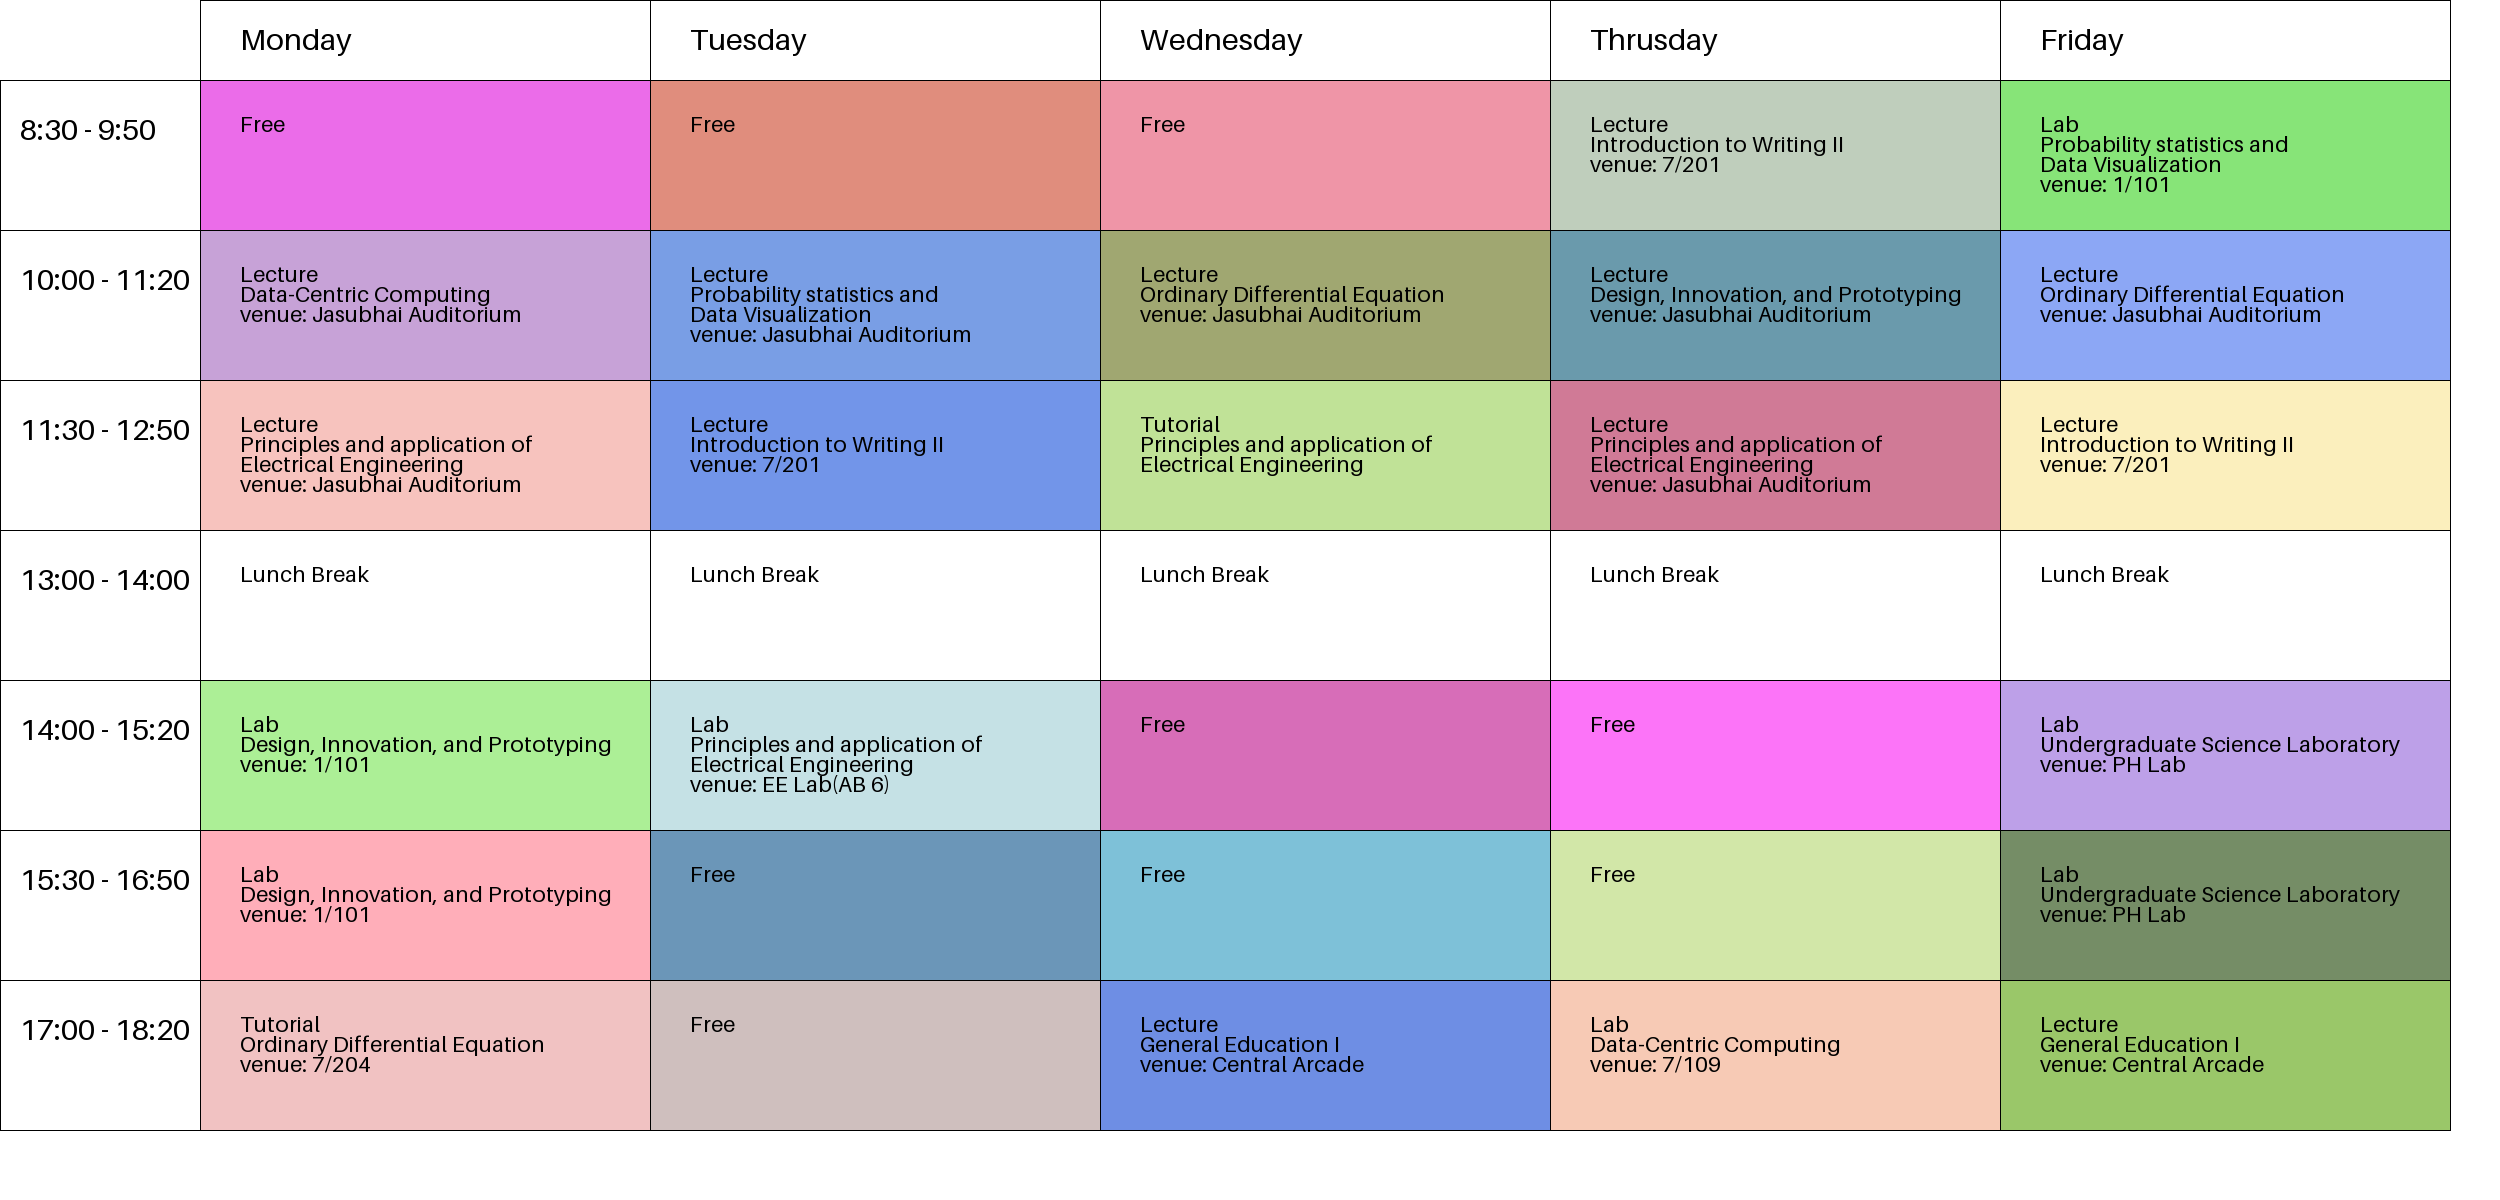 Monday
Tuesday
Wednesday
Thrusday
Friday
8:30 - 9:50
Free
Free
Free
Lecture
Introduction to Writing II
venue: 7/201
Lab
Probability statistics and
Data Visualization
venue: 1/101
10:00 - 11:20
Lecture
Data-Centric Computing
venue: Jasubhai Auditorium
Lecture
Probability statistics and
Data Visualization
venue: Jasubhai Auditorium
Lecture
Ordinary Differential Equation
venue: Jasubhai Auditorium
Lecture
Design, Innovation, and Prototyping
venue: Jasubhai Auditorium
Lecture
Ordinary Differential Equation
venue: Jasubhai Auditorium
11:30 - 12:50
Lecture
Principles and application of
Electrical Engineering
venue: Jasubhai Auditorium
Lecture
Introduction to Writing II
venue: 7/201
Tutorial
Principles and application of
Electrical Engineering
Lecture
Principles and application of
Electrical Engineering
venue: Jasubhai Auditorium
Lecture
Introduction to Writing II
venue: 7/201
13:00 - 14:00
Lunch Break
Lunch Break
Lunch Break
Lunch Break
Lunch Break
14:00 - 15:20
Lab
Design, Innovation, and Prototyping
venue: 1/101
Lab
Principles and application of
Electrical Engineering
venue: EE Lab(AB 6)
Free
Free
Lab
Undergraduate Science Laboratory
venue: PH Lab
15:30 - 16:50
Lab
Design, Innovation, and Prototyping
venue: 1/101
Free
Free
Free
Lab
Undergraduate Science Laboratory
venue: PH Lab
17:00 - 18:20
Tutorial
Ordinary Differential Equation
venue: 7/204
Free
Lecture
General Education I
venue: Central Arcade
Lab
Data-Centric Computing
venue: 7/109
Lecture
General Education I
venue: Central Arcade